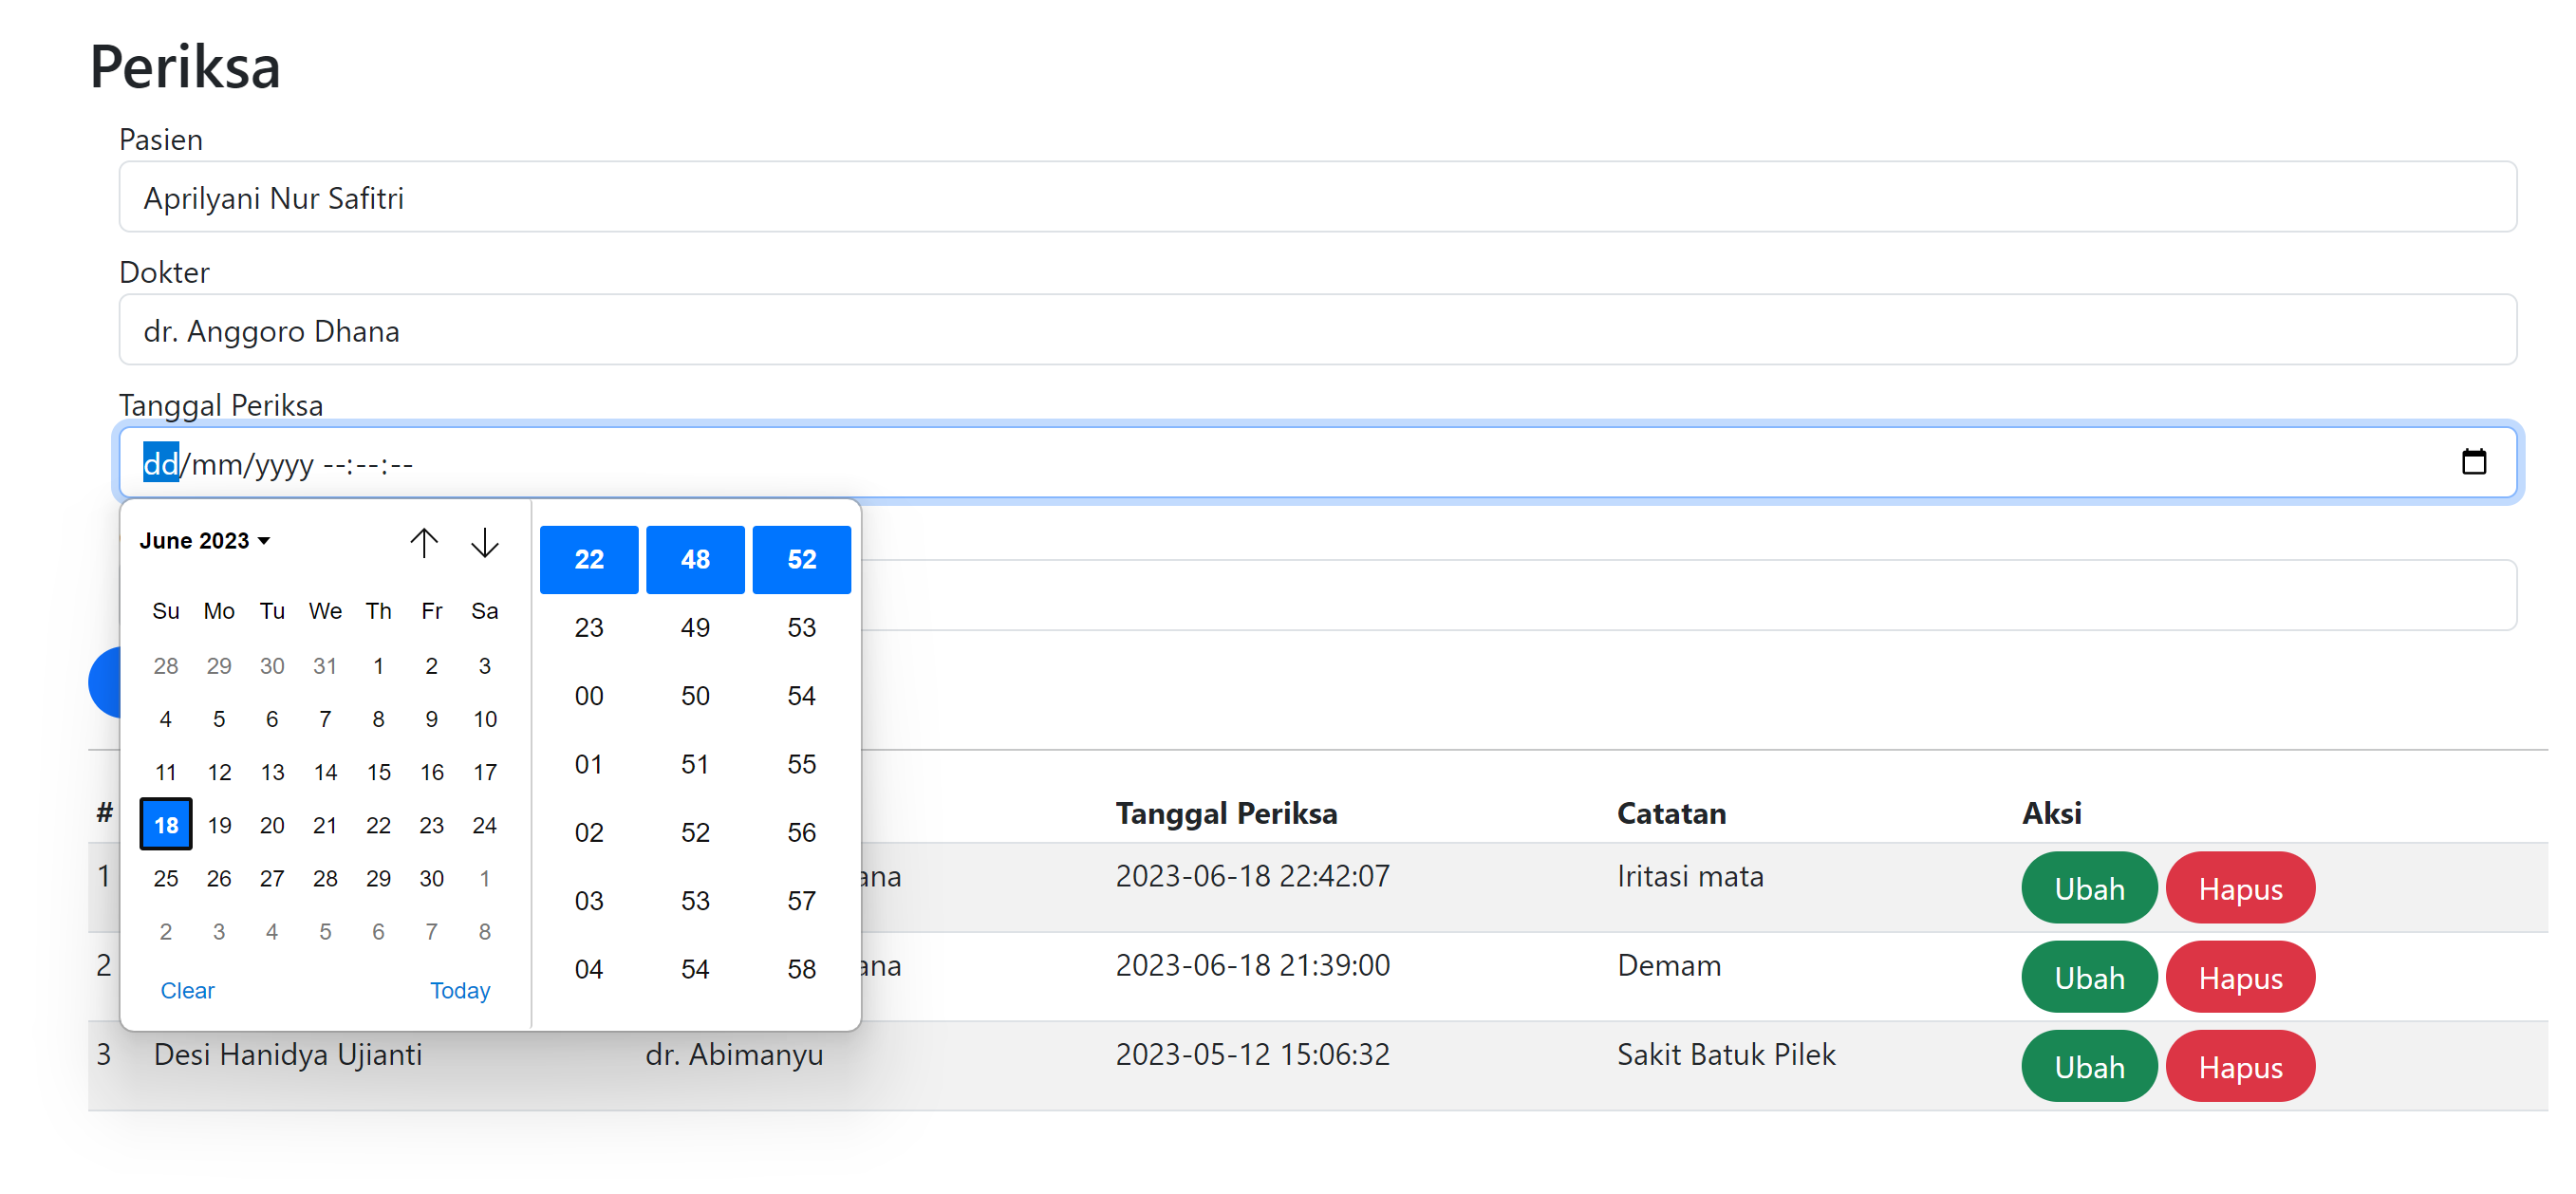 Periksa
Pasien
Aprilyani Nur Safitri
Dokter
dr. Anggoro Dhana
Tanggal Periksa
dd/mm/yyyy --:--:--
June 2023
Su Mo Tu We Th Fr Sa
28 29 30 31 1 2 3
4 5 6 7 8 9 10
11 12 13 14 15 16 17
18 19 20 21 22 23 24
25 26 27 28 29 30 1
2 3 4 5 6 7 8
Clear Today
22 48 52
23 49 53
00 50 54
01 51 55
02 52 56
03 53 57
04 54 58
# Tanggal Periksa Catatan Aksi
1 ana 2023-06-18 22:42:07 Iritasi mata Ubah Hapus
2 ana 2023-06-18 21:39:00 Demam Ubah Hapus
3 Desi Hanidya Ujianti dr. Abimanyu 2023-05-12 15:06:32 Sakit Batuk Pilek Ubah Hapus